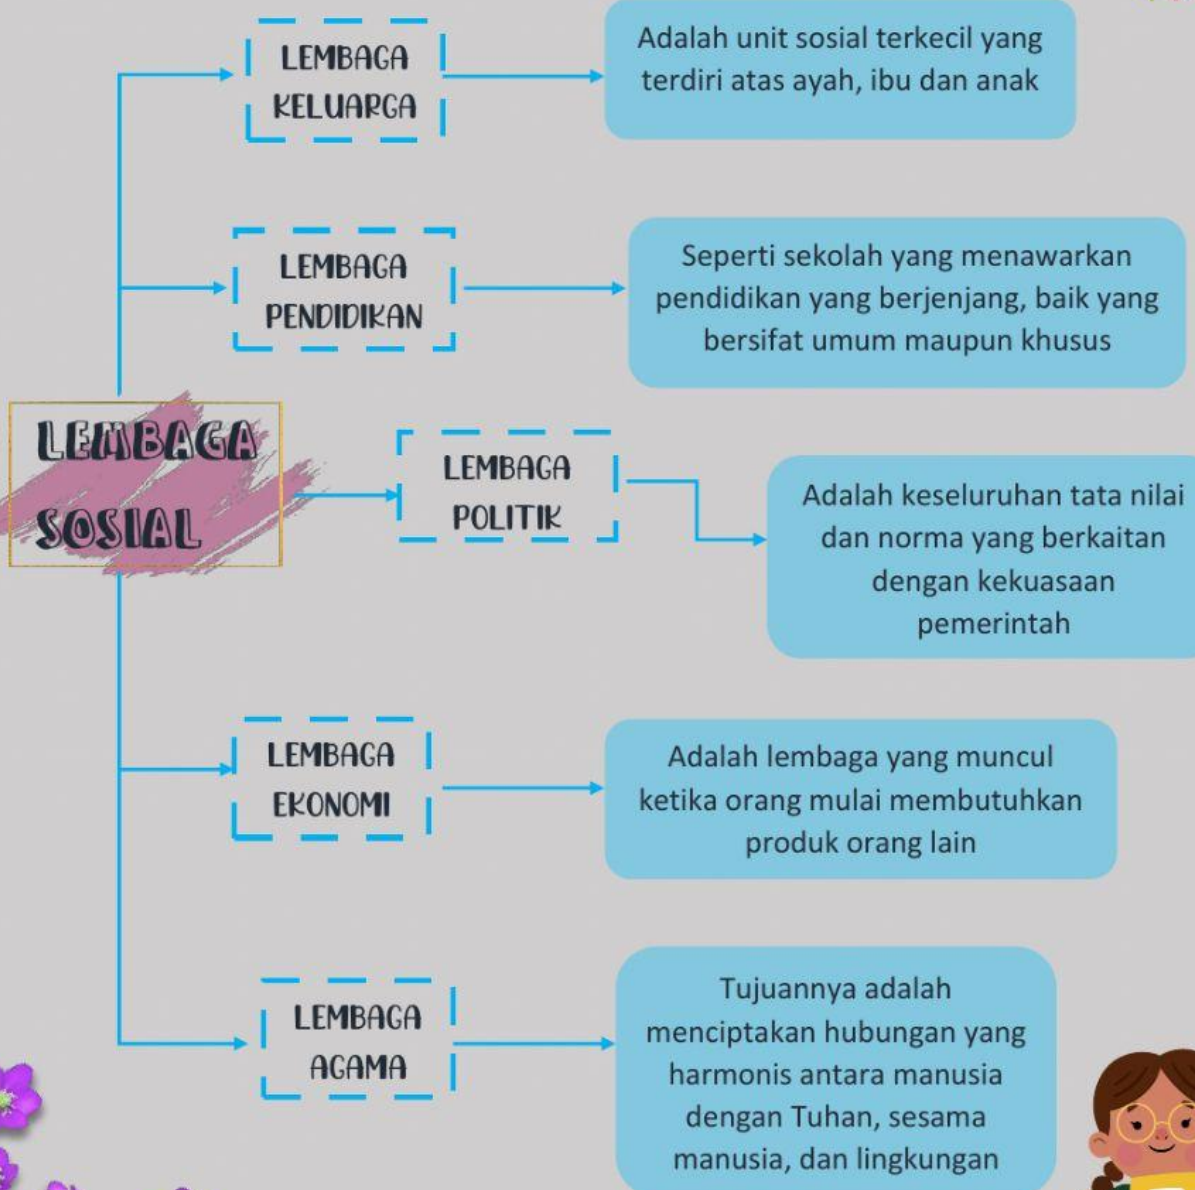 LEMBAGA
KELUARGA
Adalah unit sosial terkecil yang
terdiri atas ayah, ibu dan anak
LEMBAGA
PENDIDIKAN
Seperti sekolah yang menawarkan
pendidikan yang berjenjang, baik yang
bersifat umum maupun khusus
LEMBAGA
SOSIAL
LEMBAGA
POLITIK
Adalah keseluruhan tata nilai
dan norma yang berkaitan
dengan kekuasaan
pemerintah
LEMBAGA
EKONOMI
Adalah lembaga yang muncul
ketika orang mulai membutuhkan
produk orang lain
LEMBAGA
AGAMA
Tujuannya adalah
menciptakan hubungan yang
harmonis antara manusia
dengan Tuhan, sesama
manusia, dan lingkungan